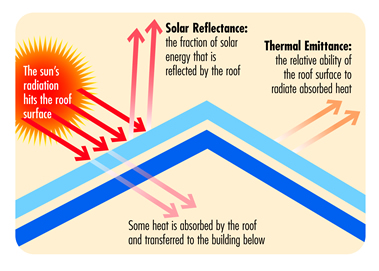 Solar Reflectance:
the fraction of solar
energy that is
reflected by the roof
Thermal Emittance:
the relative ability of
the roof surface to
radiate absorbed heat
The sun's
radiation
hits the roof
surface
Some heat is absorbed by the roof
and transferred to the building below